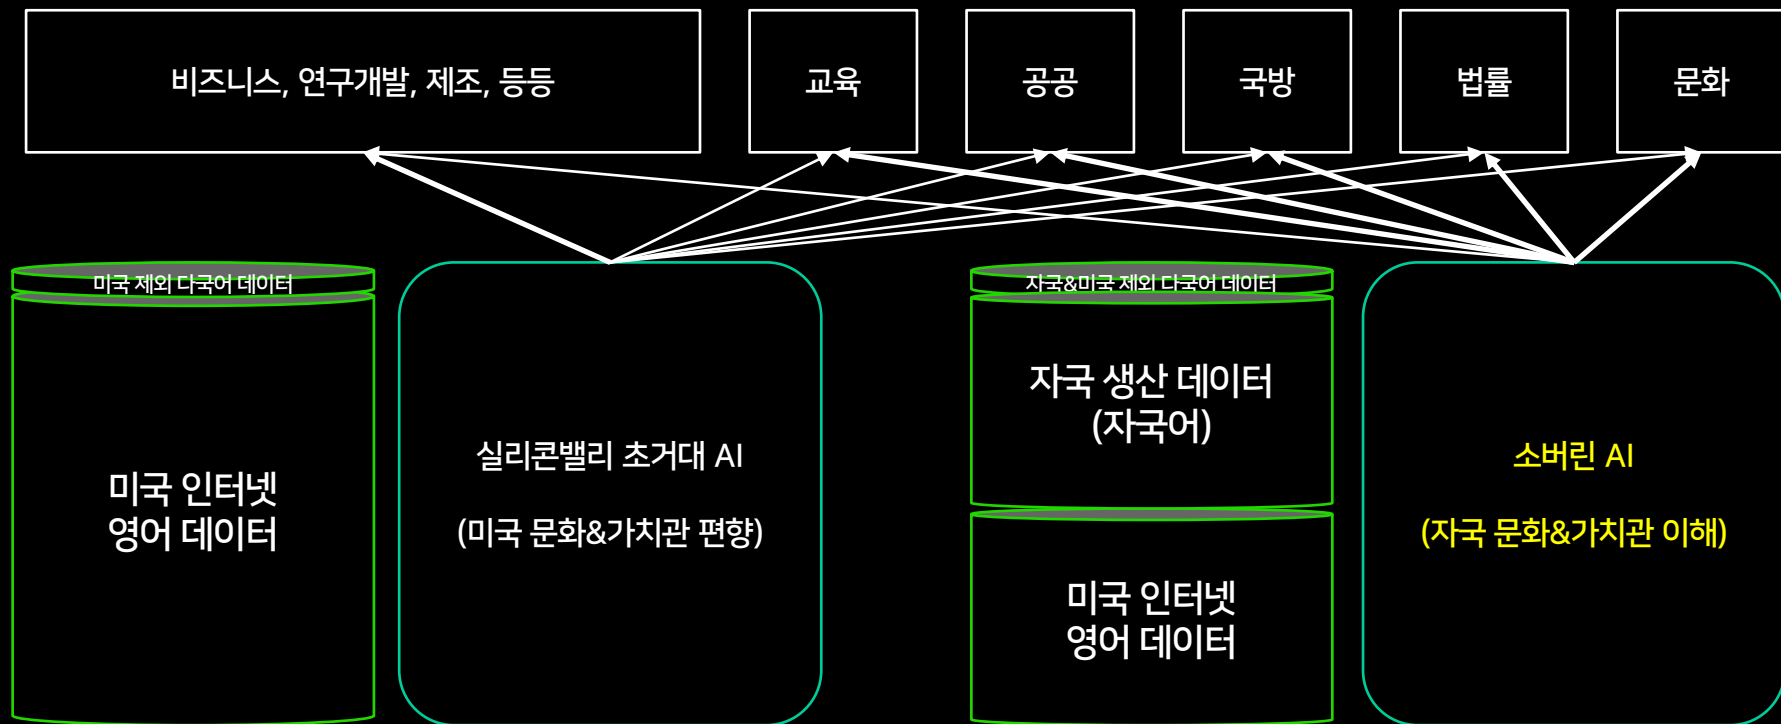 비즈니스, 연구개발, 제조, 등등
교육
공공
국방
법률
문화
미국 제외 다국어 데이터
미국 인터넷
영어 데이터
실리콘밸리 초거대 AI
(미국 문화&가치관 편향)
자국&미국 제외 다국어 데이터
자국 생산 데이터
(자국어)
미국 인터넷
영어 데이터
소버린 AI
(자국 문화&가치관 이해)